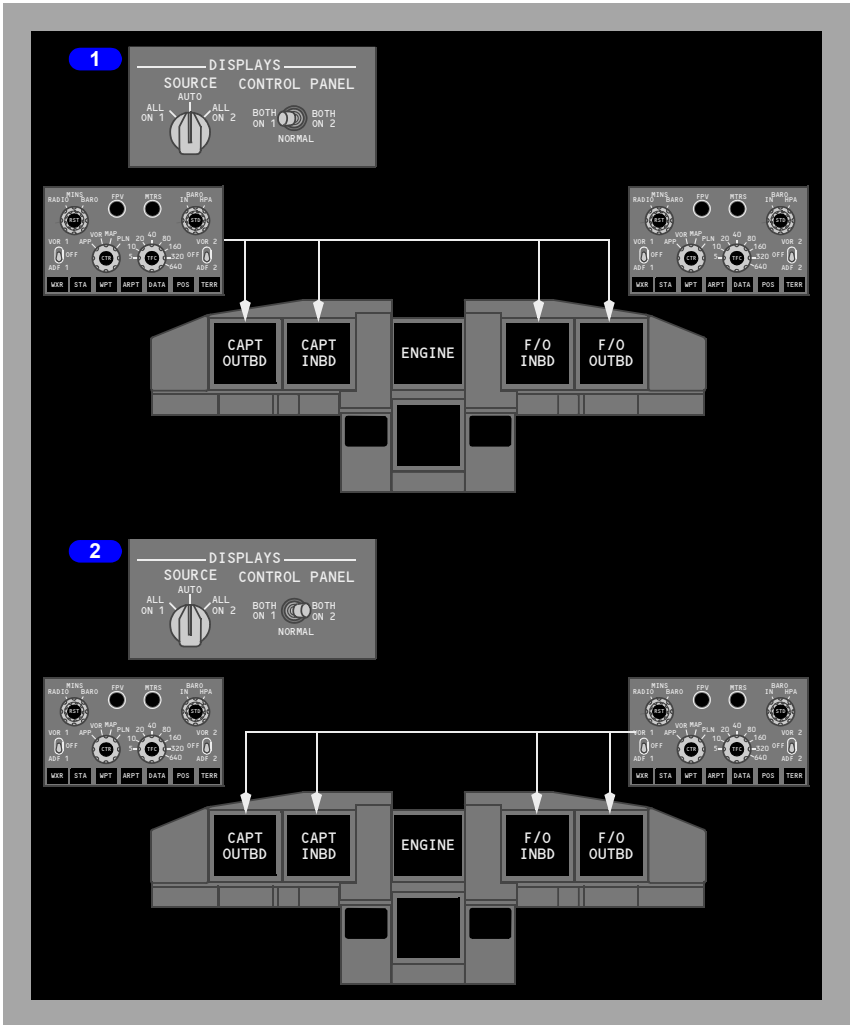 1
DISPLAYS
SOURCE CONTROL PANEL
AUTO
ALL ON 1
ALL ON 2
BOTH ON 1
BOTH ON 2
NORMAL
MINS
RADIO BARO
FPV
MTRS
BARO
IN HPA
RST
STD
VOR 1
OFF
ADF 1
APP VOR MAP PLN
CTR
5 10 20 40 80 160 320 640
TFC
VOR 2
OFF
ADF 2
WXR STA WPT ARPT DATA POS TERR
MINS
RADIO BARO
FPV
MTRS
BARO
IN HPA
RST
STD
VOR 1
OFF
ADF 1
APP VOR MAP PLN
CTR
5 10 20 40 80 160 320 640
TFC
VOR 2
OFF
ADF 2
WXR STA WPT ARPT DATA POS TERR
CAPT OUTBD
CAPT INBD
ENGINE
F/O INBD
F/O OUTBD
2
DISPLAYS
SOURCE CONTROL PANEL
AUTO
ALL ON 1
ALL ON 2
BOTH ON 1
BOTH ON 2
NORMAL
MINS
RADIO BARO
FPV
MTRS
BARO
IN HPA
RST
STD
VOR 1
OFF
ADF 1
APP VOR MAP PLN
CTR
5 10 20 40 80 160 320 640
TFC
VOR 2
OFF
ADF 2
WXR STA WPT ARPT DATA POS TERR
MINS
RADIO BARO
FPV
MTRS
BARO
IN HPA
RST
STD
VOR 1
OFF
ADF 1
APP VOR MAP PLN
CTR
5 10 20 40 80 160 320 640
TFC
VOR 2
OFF
ADF 2
WXR STA WPT ARPT DATA POS TERR
CAPT OUTBD
CAPT INBD
ENGINE
F/O INBD
F/O OUTBD